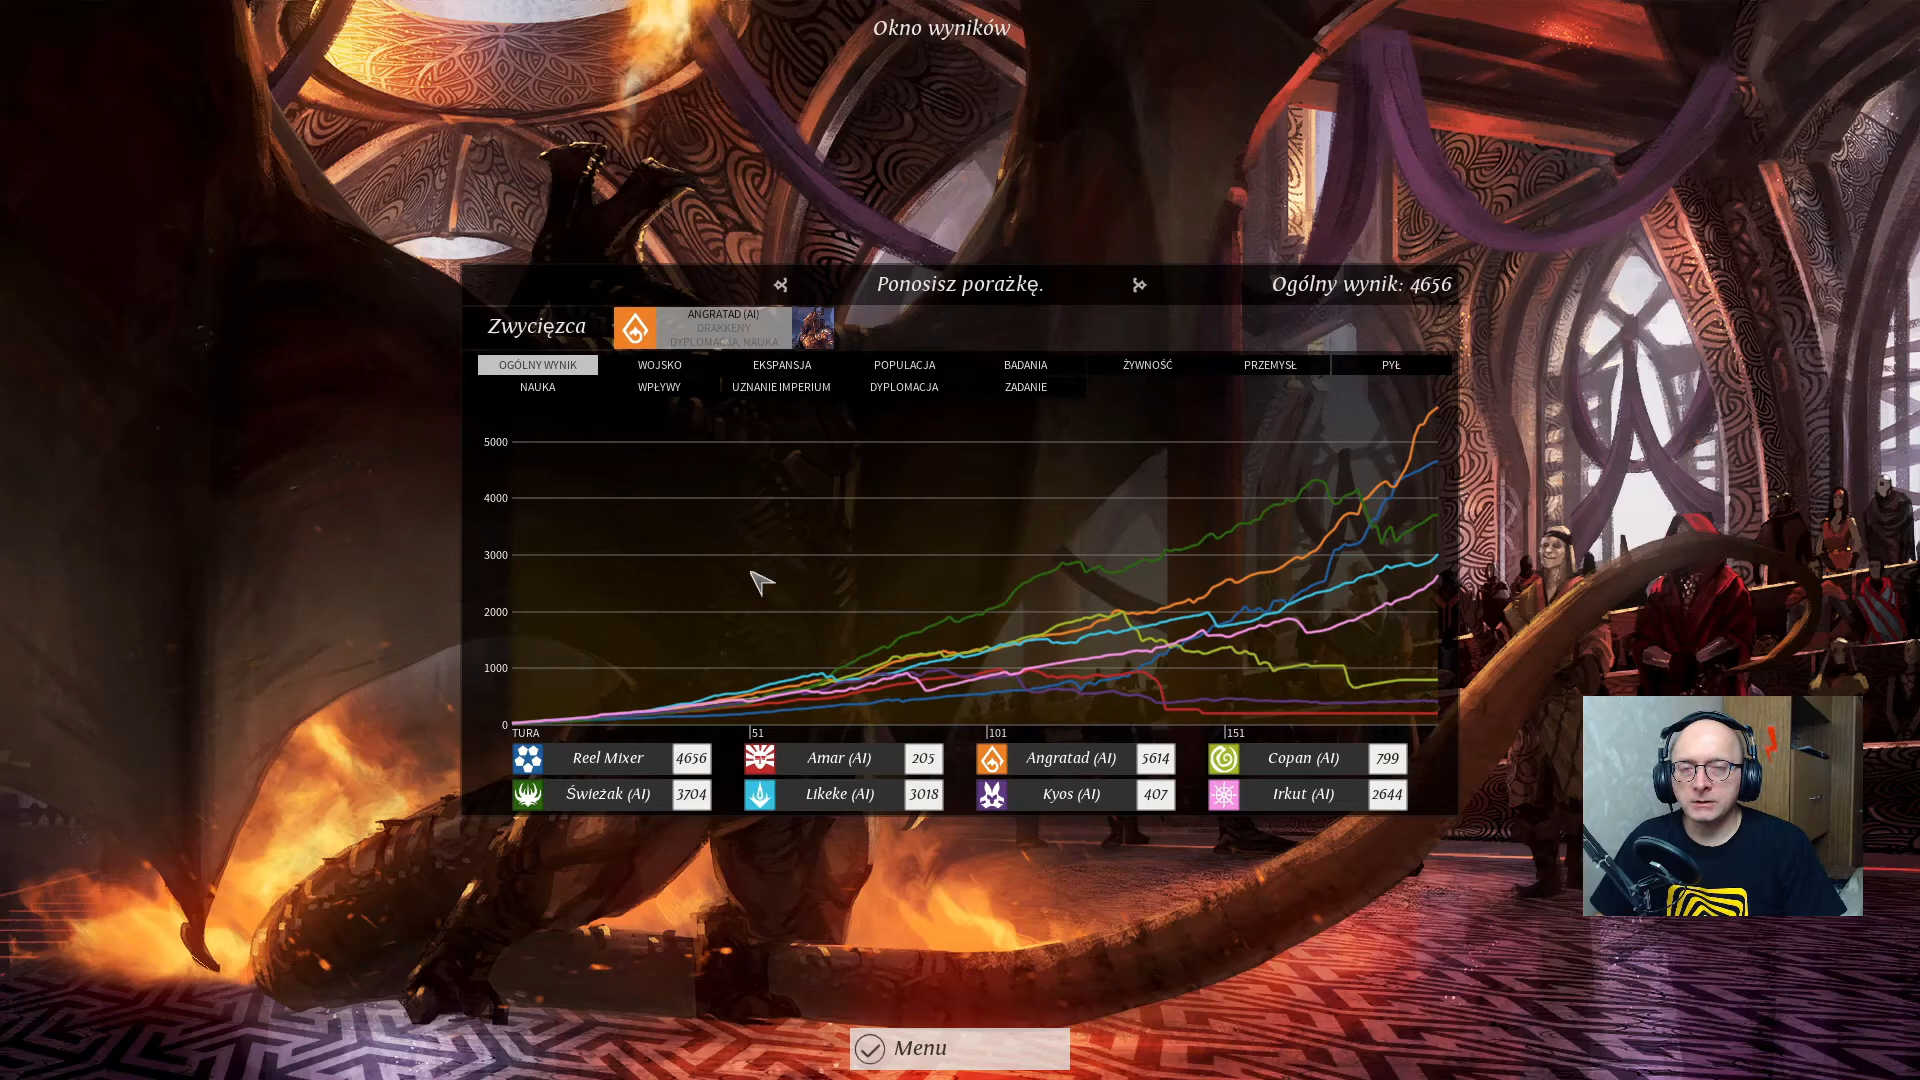 Okno wyników
Ponosisz porażkę.
Ogólny wynik: 4656
Zwycięzca
ANGRATAD (AI)
DRAKKENY
DYPLOMACJA, NAUKA
OGÓLNY WYNIK WOJSKO EKSPANSJA POPULACJA BADANIA ŻYWNOŚĆ PRZEMYSŁ PYŁ
NAUKA WPŁYWY UZNANIE IMPERIUM DYPLOMACJA ZADANIE
5000
4000
3000
2000
1000
0
TURA 51 101 151
Reel Mixer 4656 Amar (AI) 205 Angratad (AI) 5614 Copan (AI) 799
Świeżak (AI) 3704 Likeke (AI) 3018 Kyos (AI) 407 Irkut (AI) 2644
Menu